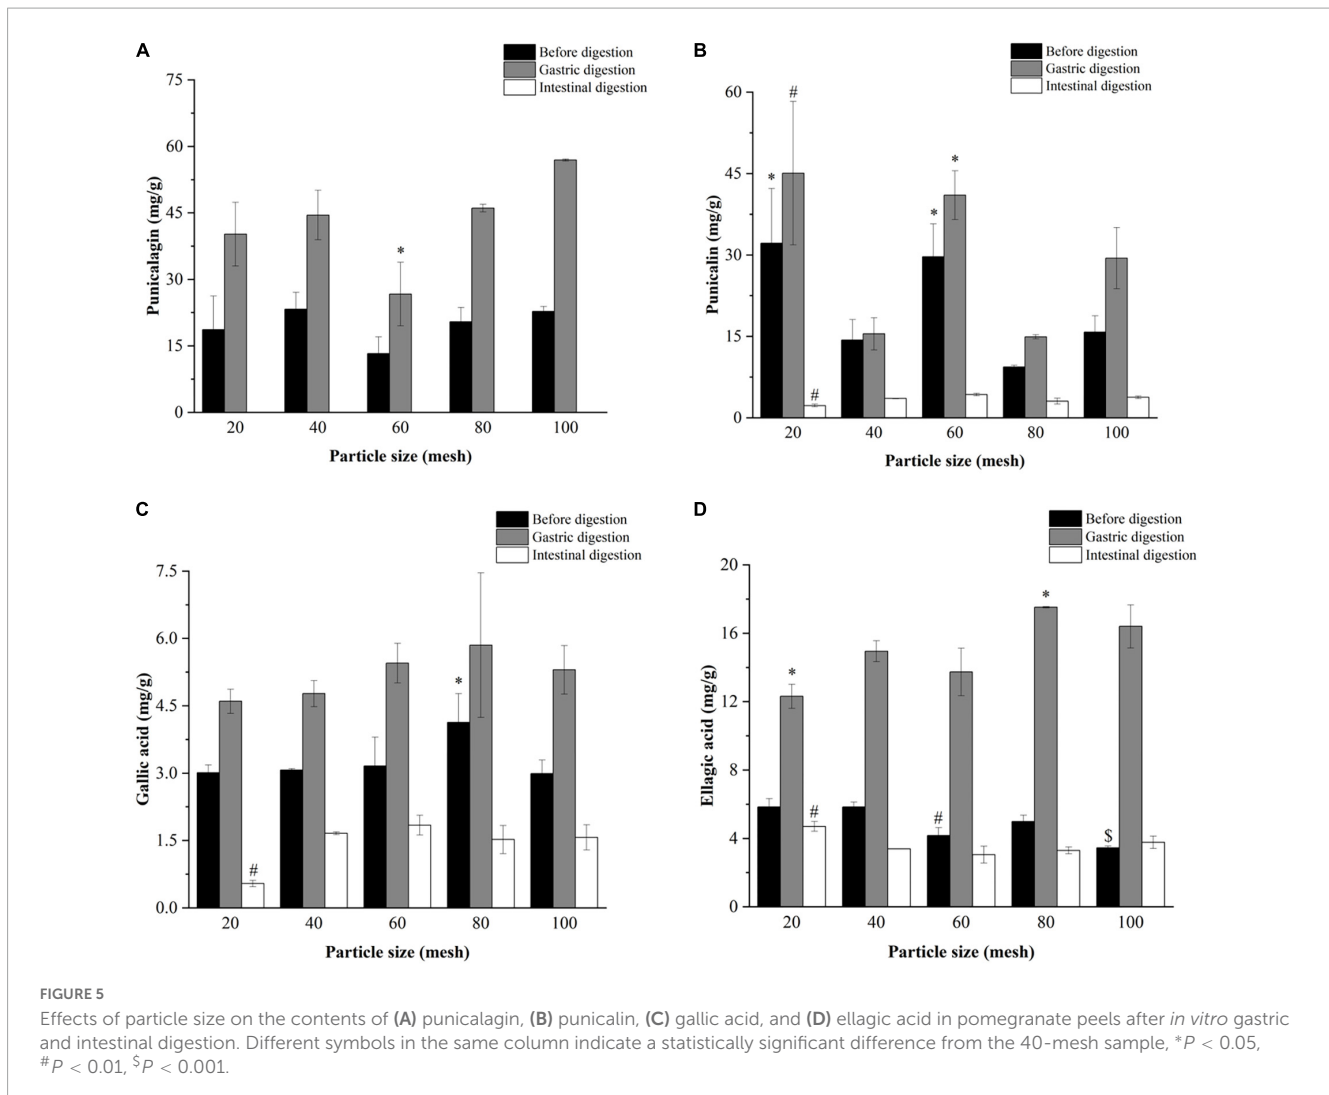 A
Before digestion
Gastric digestion
Intestinal digestion
75
60
45
30
15
0
*
20 40 60 80 100
Punicalagin (mg/g)
Particle size (mesh)
B
Before digestion
Gastric digestion
Intestinal digestion
60
45
30
15
0
* # # * *
20 40 60 80 100
Punicalin (mg/g)
Particle size (mesh)
C
Before digestion
Gastric digestion
Intestinal digestion
7.5
6.0
4.5
3.0
1.5
0.0
# *
20 40 60 80 100
Gallic acid (mg/g)
Particle size (mesh)
D
Before digestion
Gastric digestion
Intestinal digestion
20
16
12
8
4
0
* # # * $
20 40 60 80 100
Ellagic acid (mg/g)
Particle size (mesh)
FIGURE 5
Effects of particle size on the contents of (A) punicalagin, (B) punicalin, (C) gallic acid, and (D) ellagic acid in pomegranate peels after in vitro gastric
and intestinal digestion. Different symbols in the same column indicate a statistically significant difference from the 40-mesh sample, *P < 0.05,
#P < 0.01, $P < 0.001.